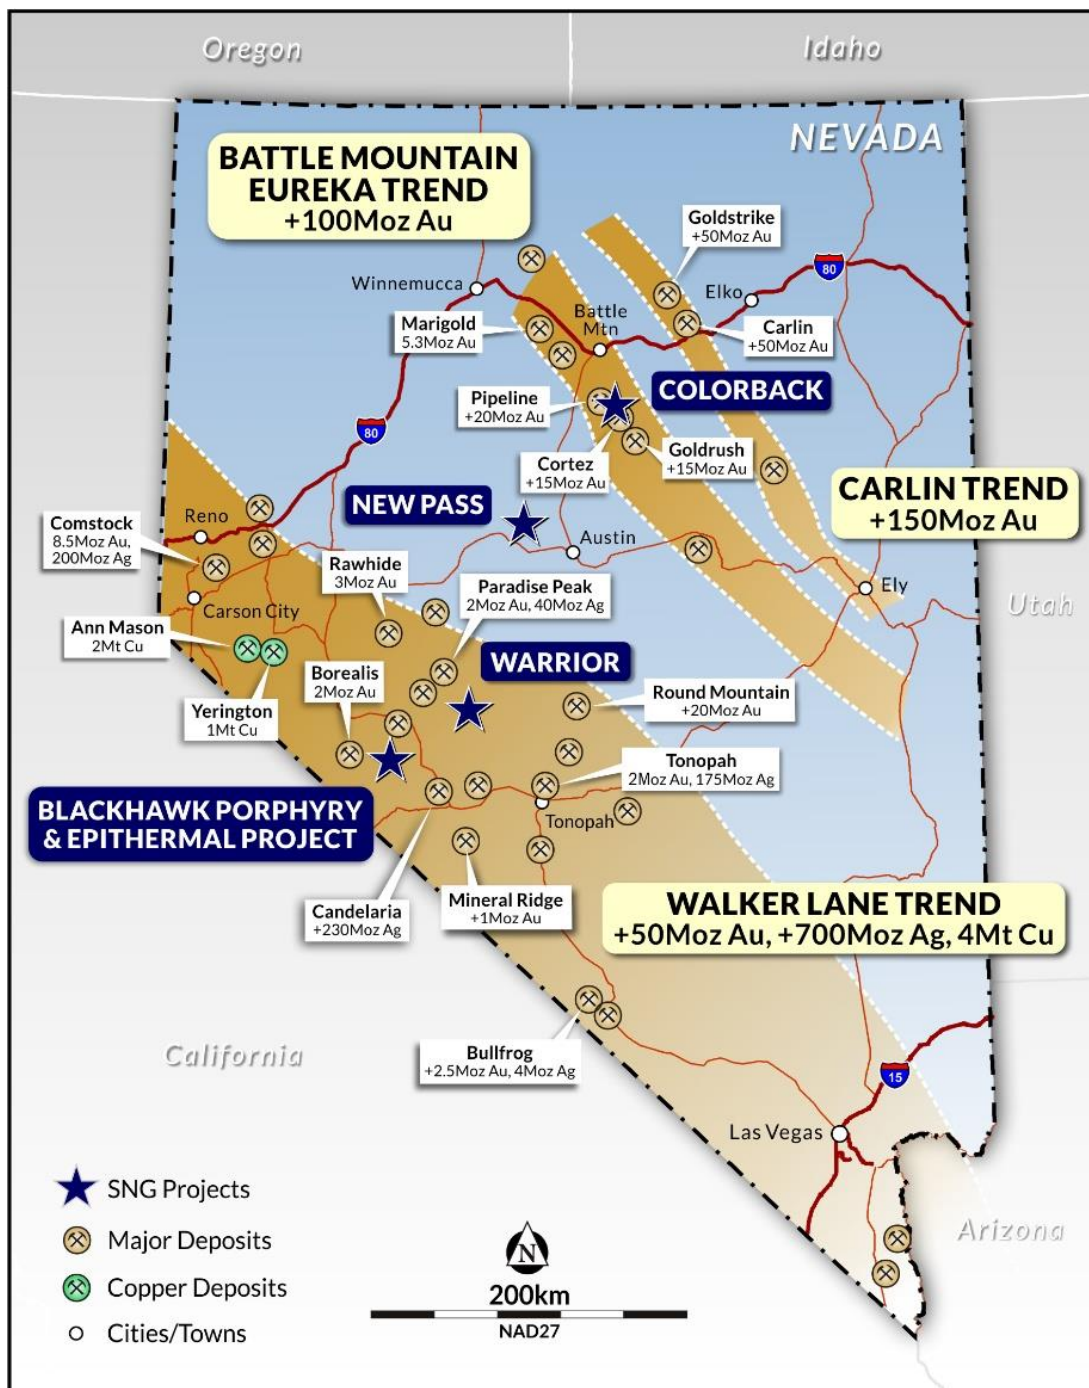 Oregon
Idaho
NEVADA
BATTLE MOUNTAIN
EUREKA TREND
+100Moz Au
Goldstrike
+50Moz Au
80
Winnemucca
Elko
Battle
Mtn
Marigold
5.3Moz Au
Carlin
+50Moz Au
COLORBACK
Pipeline
+20Moz Au
80
Goldrush
+15Moz Au
Cortez
+15Moz Au
CARLIN TREND
+150Moz Au
NEW PASS
Reno
Comstock
8.5Moz Au,
200Moz Ag
Austin
Rawhide
3Moz Au
Paradise Peak
2Moz Au, 40Moz Ag
Ely
Utah
Carson City
Ann Mason
2Mt Cu
WARRIOR
Borealis
2Moz Au
Round Mountain
+20Moz Au
Yerington
1Mt Cu
Tonopah
2Moz Au, 175Moz Ag
BLACKHAWK PORPHYRY
& EPITHERMAL PROJECT
Tonopah
Mineral Ridge
+1Moz Au
Candelaria
+230Moz Ag
WALKER LANE TREND
+50Moz Au, +700Moz Ag, 4Mt Cu
California
Bullfrog
+2.5Moz Au, 4Moz Ag
15
Las Vegas
Arizona
SNG Projects
Major Deposits
Copper Deposits
Cities/Towns
N
200km
NAD27